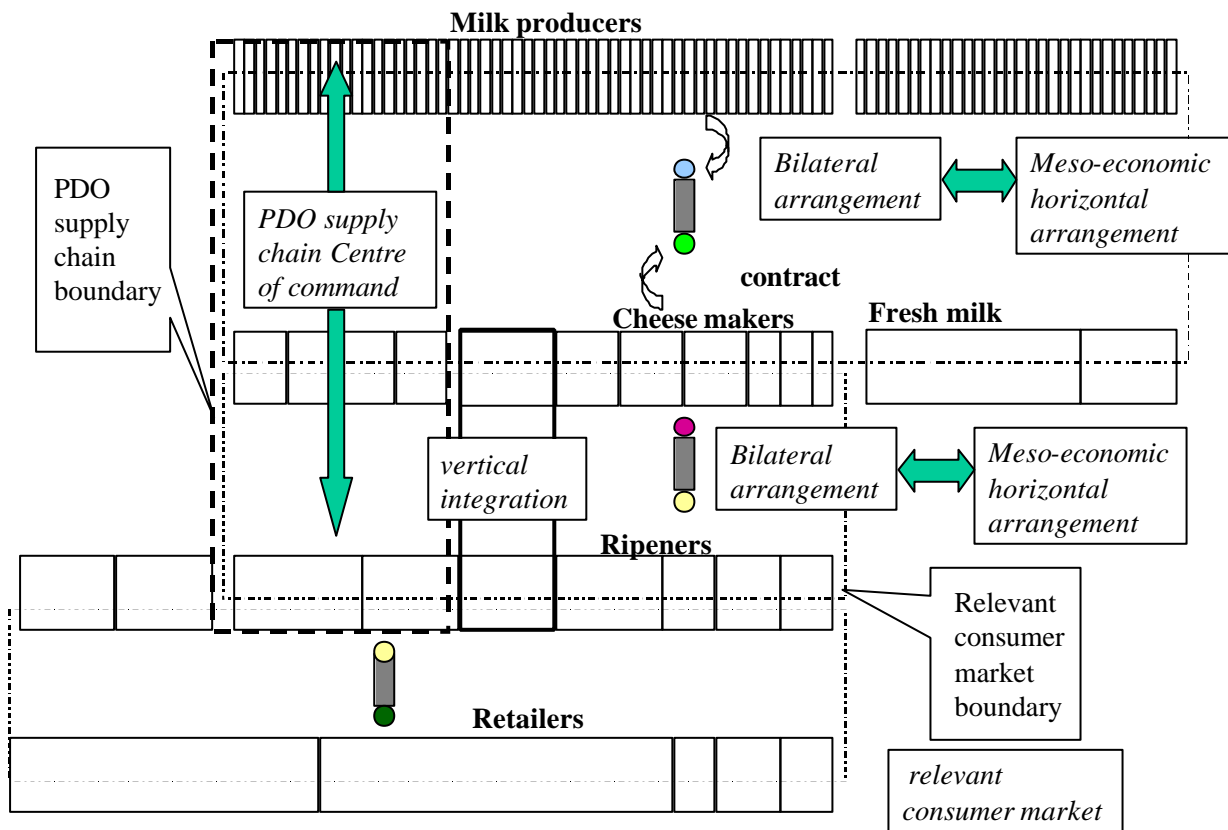 Milk producers
PDO
supply
chain
boundary
PDO supply
chain Centre
of command
Bilateral
arrangement
Meso-economic
horizontal
arrangement
contract
Cheese makers
Fresh milk
vertical
integration
Bilateral
arrangement
Meso-economic
horizontal
arrangement
Ripeners
Relevant
consumer
market
boundary
Retailers
relevant
consumer market